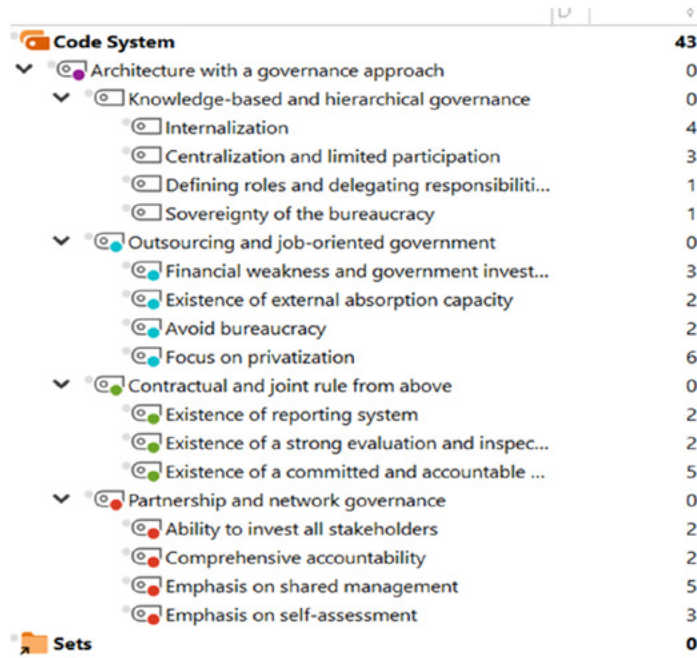 Code System 43
Architecture with a governance approach 0
Knowledge-based and hierarchical governance 0
Internalization 4
Centralization and limited participation 3
Defining roles and delegating responsibiliti... 1
Sovereignty of the bureaucracy 1
Outsourcing and job-oriented government 0
Financial weakness and government invest... 3
Existence of external absorption capacity 2
Avoid bureaucracy 2
Focus on privatization 6
Contractual and joint rule from above 0
Existence of reporting system 2
Existence of a strong evaluation and inspec... 2
Existence of a committed and accountable ... 5
Partnership and network governance 0
Ability to invest all stakeholders 2
Comprehensive accountability 2
Emphasis on shared management 5
Emphasis on self-assessment 3
Sets 0